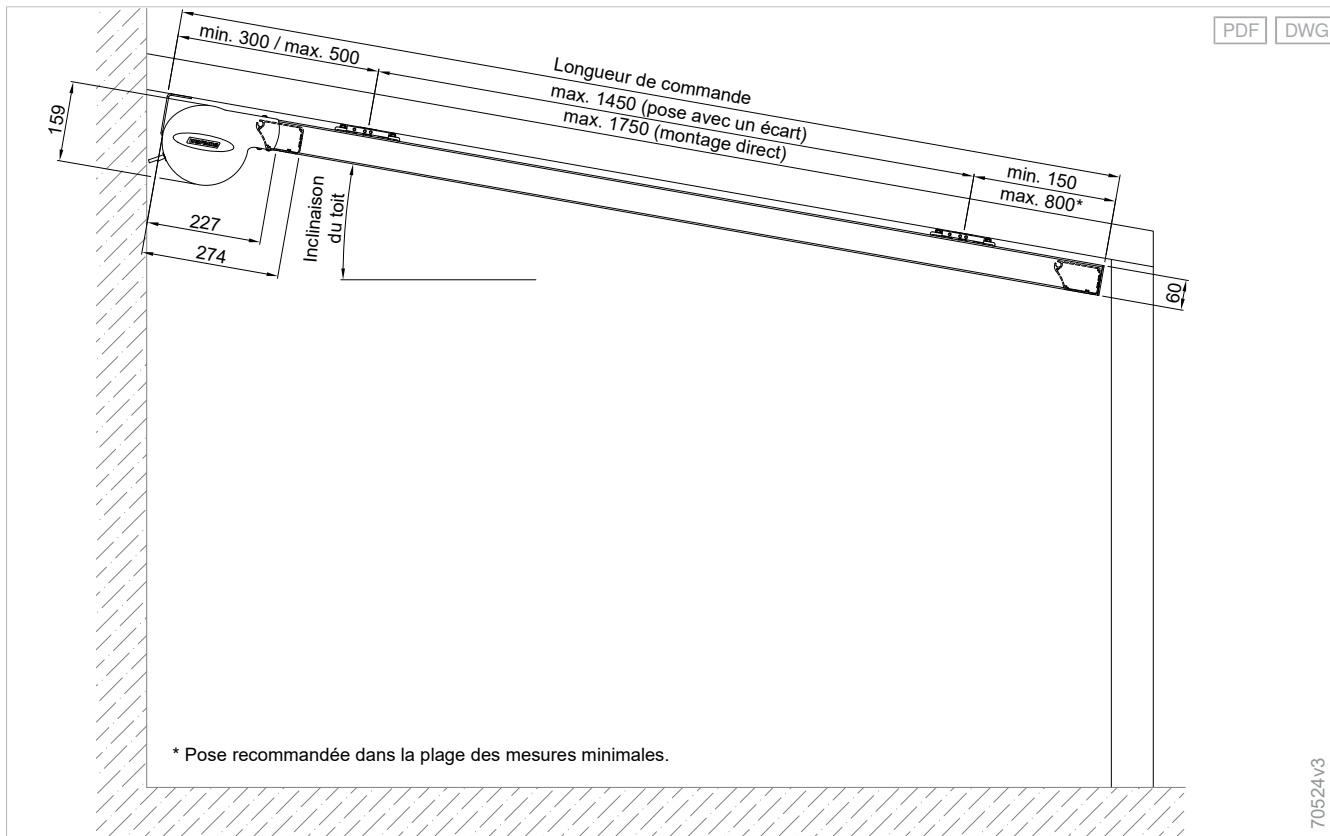 PDF
DWG
min. 300 / max. 500
Longueur de commande
max. 1450 (pose avec un écart)
max. 1750 (montage direct)
min. 150
max. 800*
159
227
274
Inclinaison
du toit
60
* Pose recommandée dans la plage des mesures minimales.
70524v3